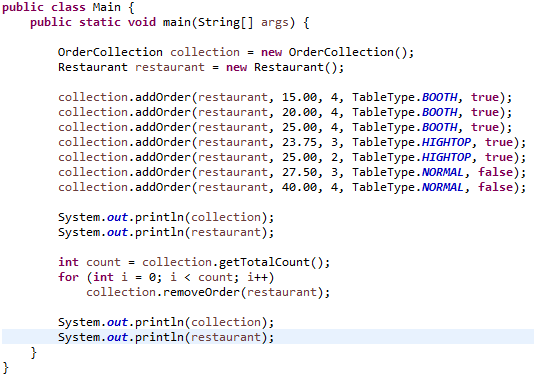 public class Main {
    public static void main(String[] args) {

        OrderCollection collection = new OrderCollection();
        Restaurant restaurant = new Restaurant();

        collection.addOrder(restaurant, 15.00, 4, TableType.BOOTH, true);
        collection.addOrder(restaurant, 20.00, 4, TableType.BOOTH, true);
        collection.addOrder(restaurant, 25.00, 4, TableType.BOOTH, true);
        collection.addOrder(restaurant, 23.75, 3, TableType.HIGHTOP, true);
        collection.addOrder(restaurant, 25.00, 2, TableType.HIGHTOP, true);
        collection.addOrder(restaurant, 27.50, 3, TableType.NORMAL, false);
        collection.addOrder(restaurant, 40.00, 4, TableType.NORMAL, false);

        System.out.println(collection);
        System.out.println(restaurant);

        int count = collection.getTotalCount();
        for (int i = 0; i < count; i++)
            collection.removeOrder(restaurant);

        System.out.println(collection);
        System.out.println(restaurant);
    }
}